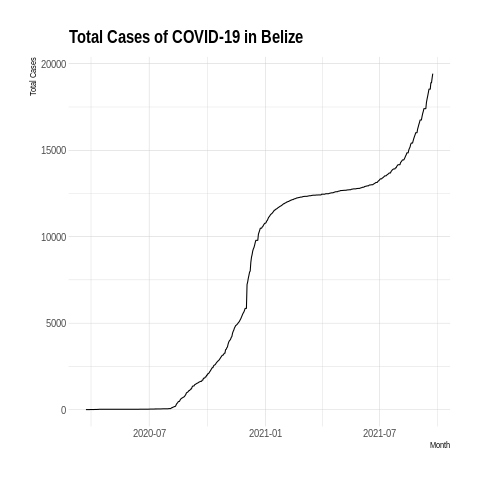 Total Cases of COVID-19 in Belize
Total Cases
20000
15000
10000
5000
0
2020-07 2021-01 2021-07
Month